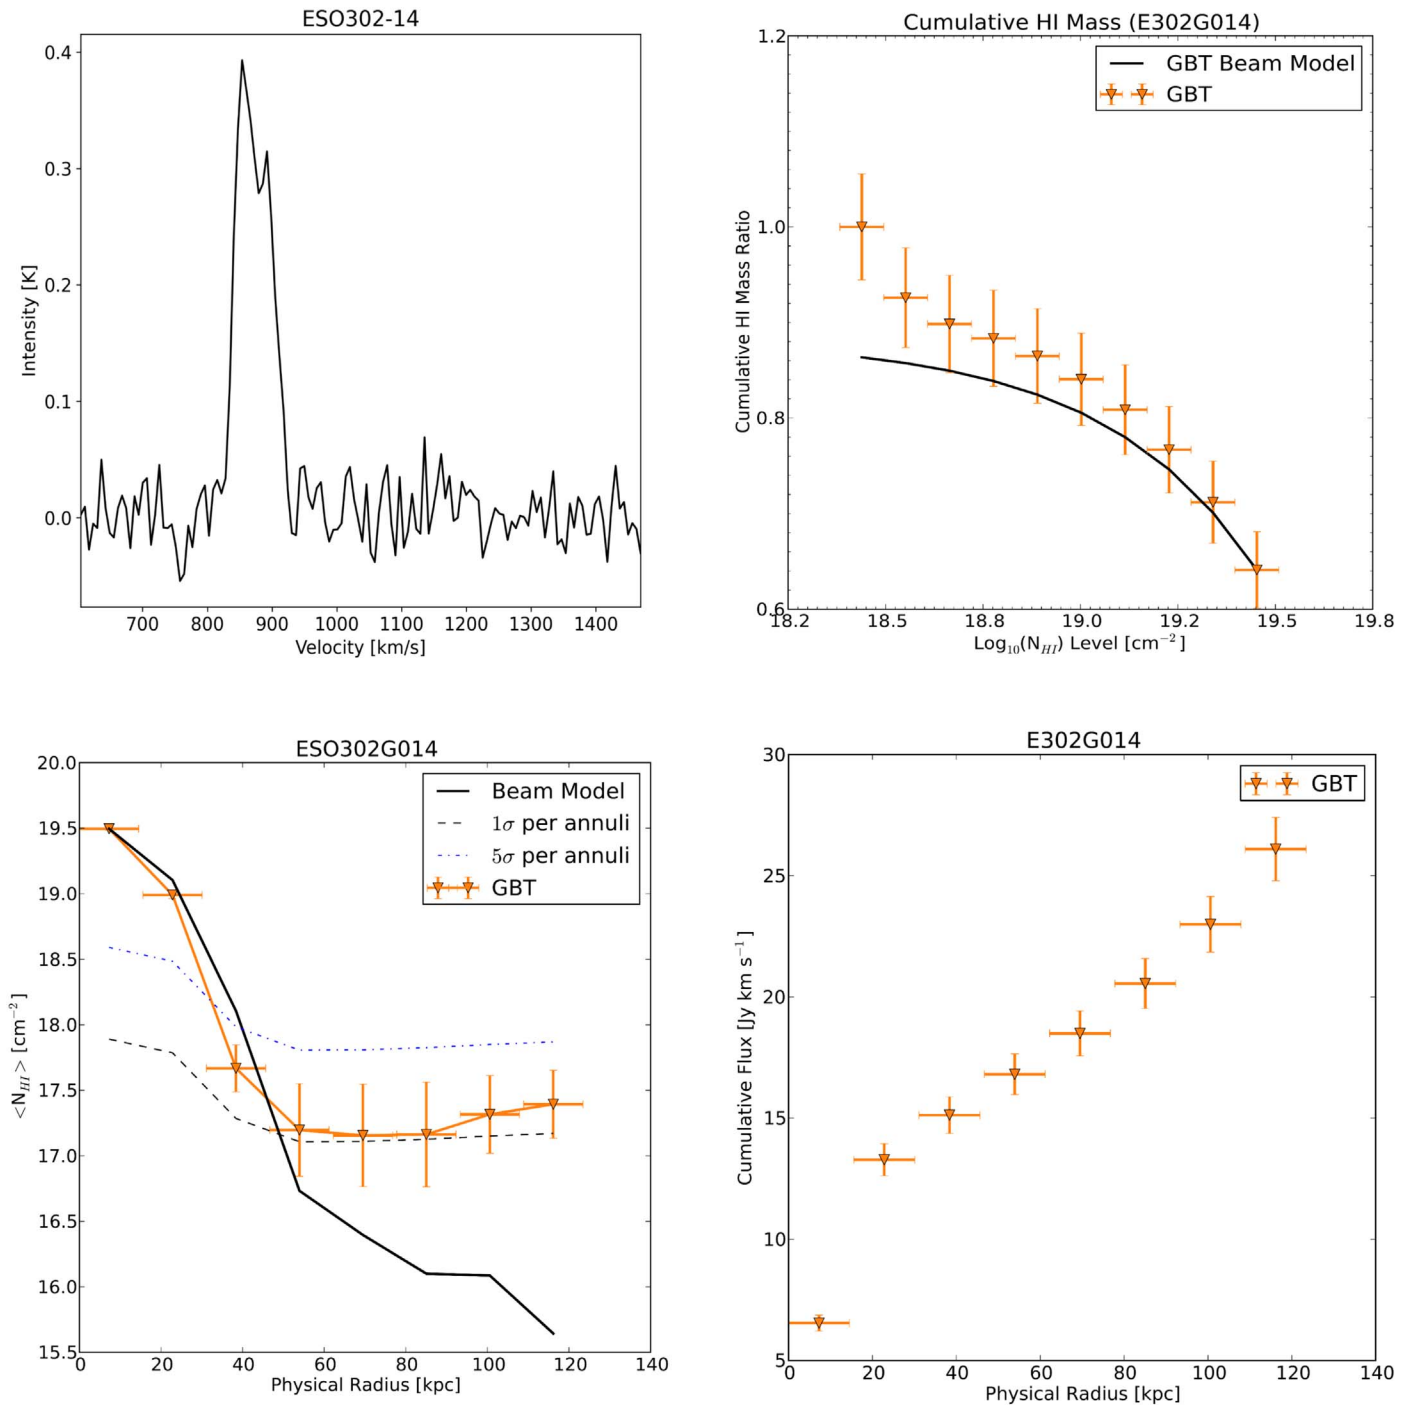 ESO302-14
0.4
0.3
0.2
0.1
0.0
Intensity [K]
700 800 900 1000 1100 1200 1300 1400
Velocity [km/s]
Cumulative HI Mass (E302G014)
GBT Beam Model
GBT
1.2
1.0
0.8
0.6
Cumulative HI Mass Ratio
18.2 18.5 18.8 19.0 19.2 19.5 19.8
Log₁₀(N_HI) Level [cm⁻²]
ESO302G014
Beam Model
1σ per annuli
5σ per annuli
GBT
20.0
19.5
19.0
18.5
18.0
17.5
17.0
16.5
16.0
15.5
<N_HI> [cm⁻²]
0 20 40 60 80 100 120 140
Physical Radius [kpc]
E302G014
GBT
30
25
20
15
10
5
Cumulative Flux [Jy km s⁻¹]
0 20 40 60 80 100 120 140
Physical Radius [kpc]